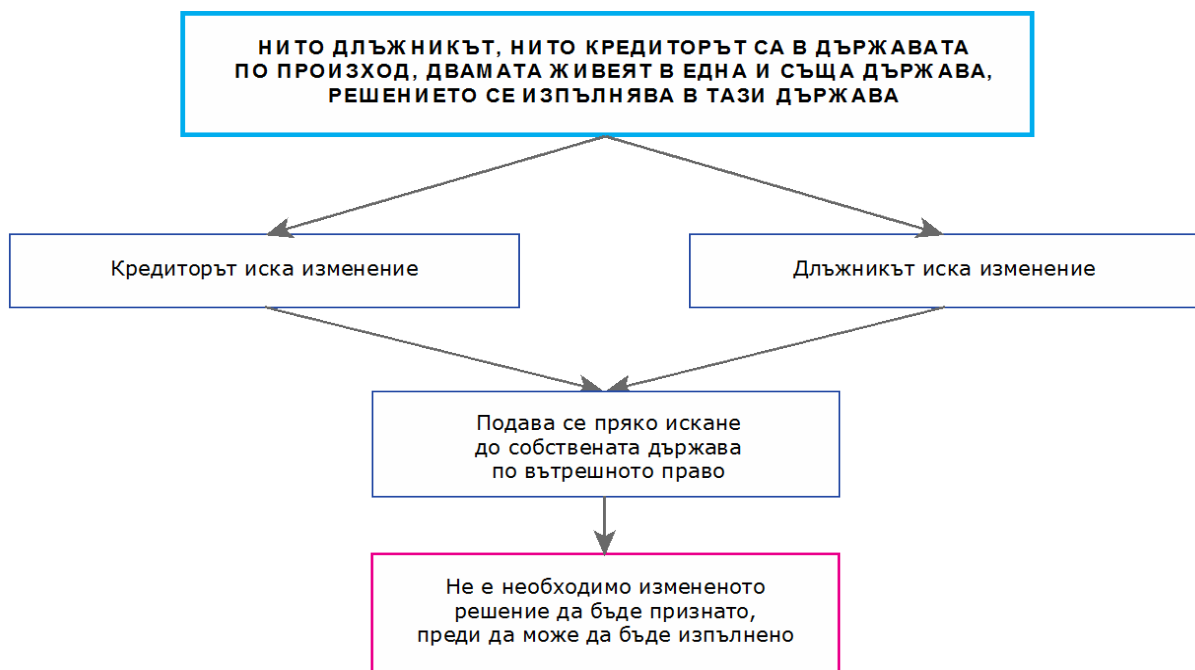 НИТО ДЛЪЖНИКЪТ, НИТО КРЕДИТОРЪТ СА В ДЪРЖАВАТА
ПО ПРОИЗХОД, ДВАМАТА ЖИВЕЯТ В ЕДНА И СЪЩА ДЪРЖАВА,
РЕШЕНИЕТО СЕ ИЗПЪЛНЯВА В ТАЗИ ДЪРЖАВА
Кредиторът иска изменение
Длъжникът иска изменение
Подава се пряко искане
до собствената държава
по вътрешното право
Не е необходимо измененото
решение да бъде признато,
преди да може да бъде изпълнено